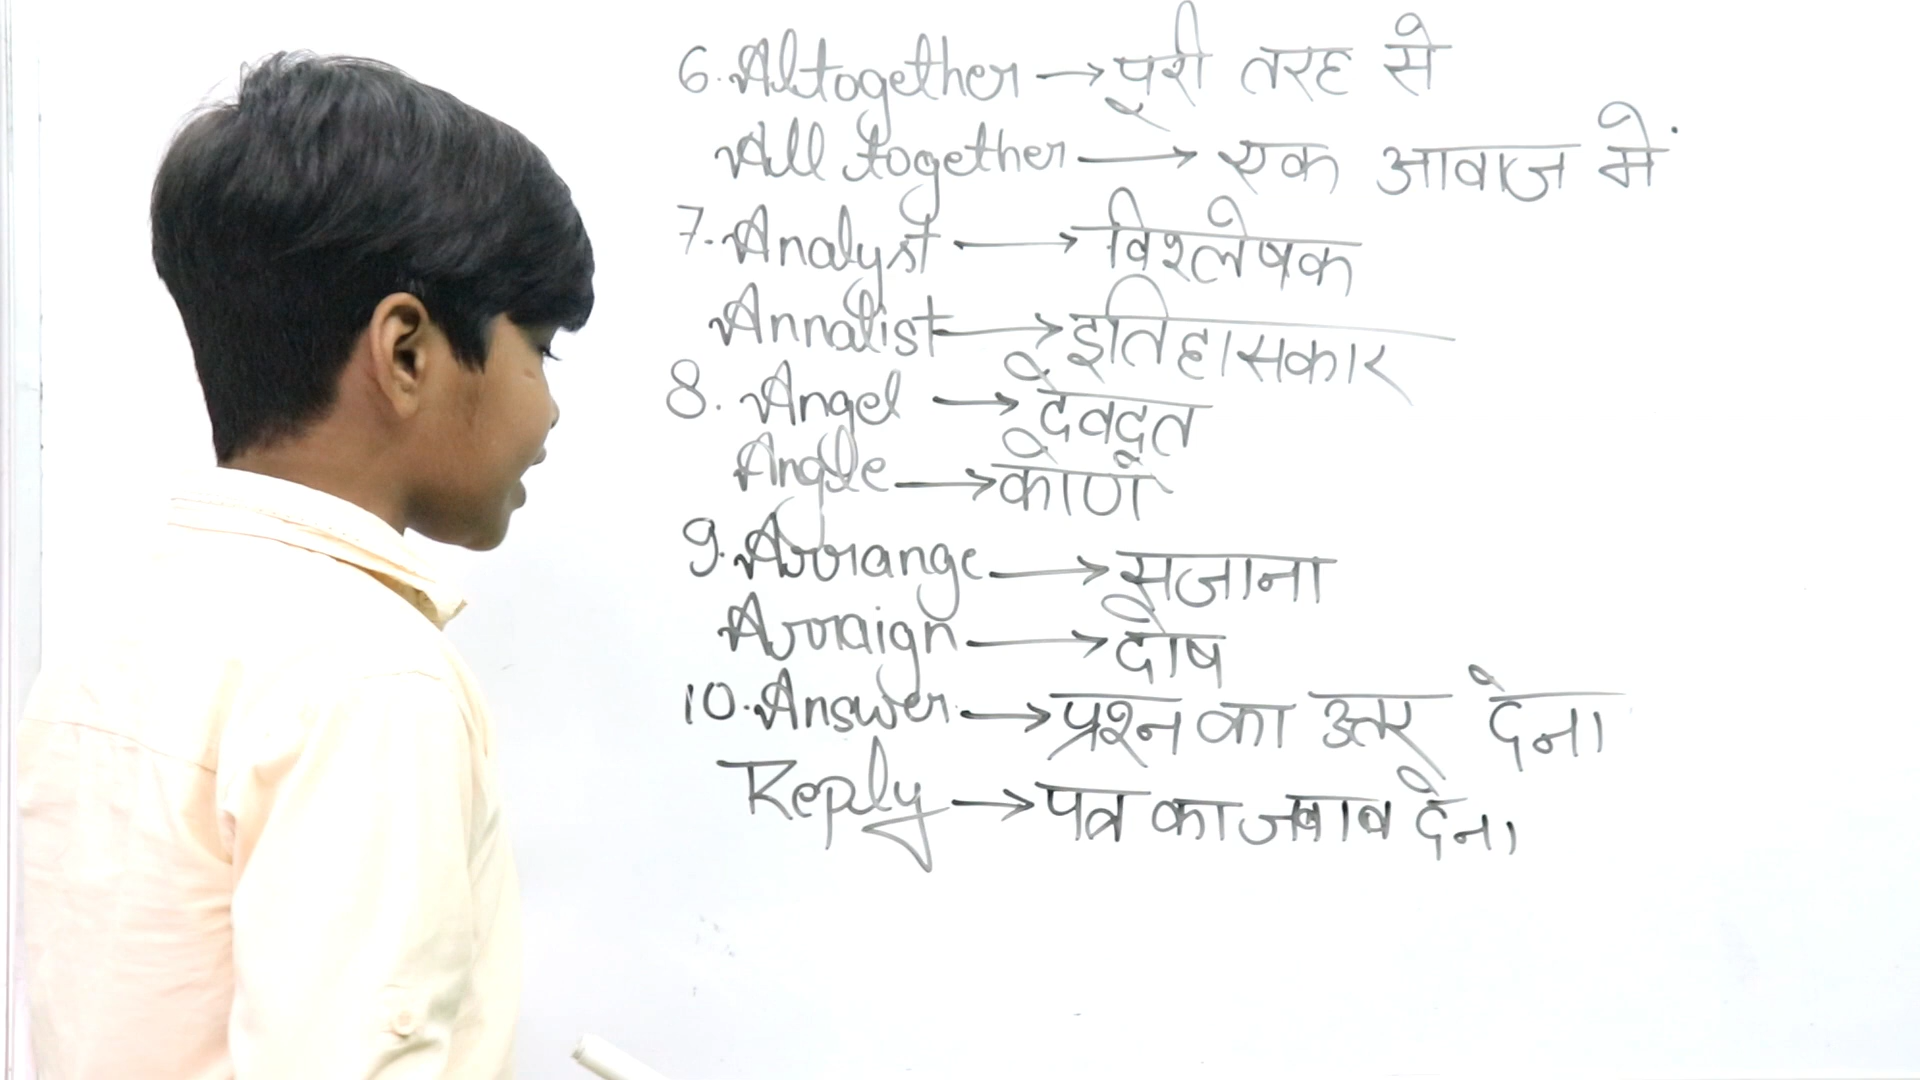 6. Altogether → पूरी तरह से
All together → एक आवाज में
7. Analyst → विश्लेषक
Annalist → इतिहासकार
8. Angel → देवदूत
Angle → कोण
9. Arrange → सजाना
Arraign → दोष
10. Answer → प्रश्न का उत्तर देना
Reply → पत्र का जबाब देना